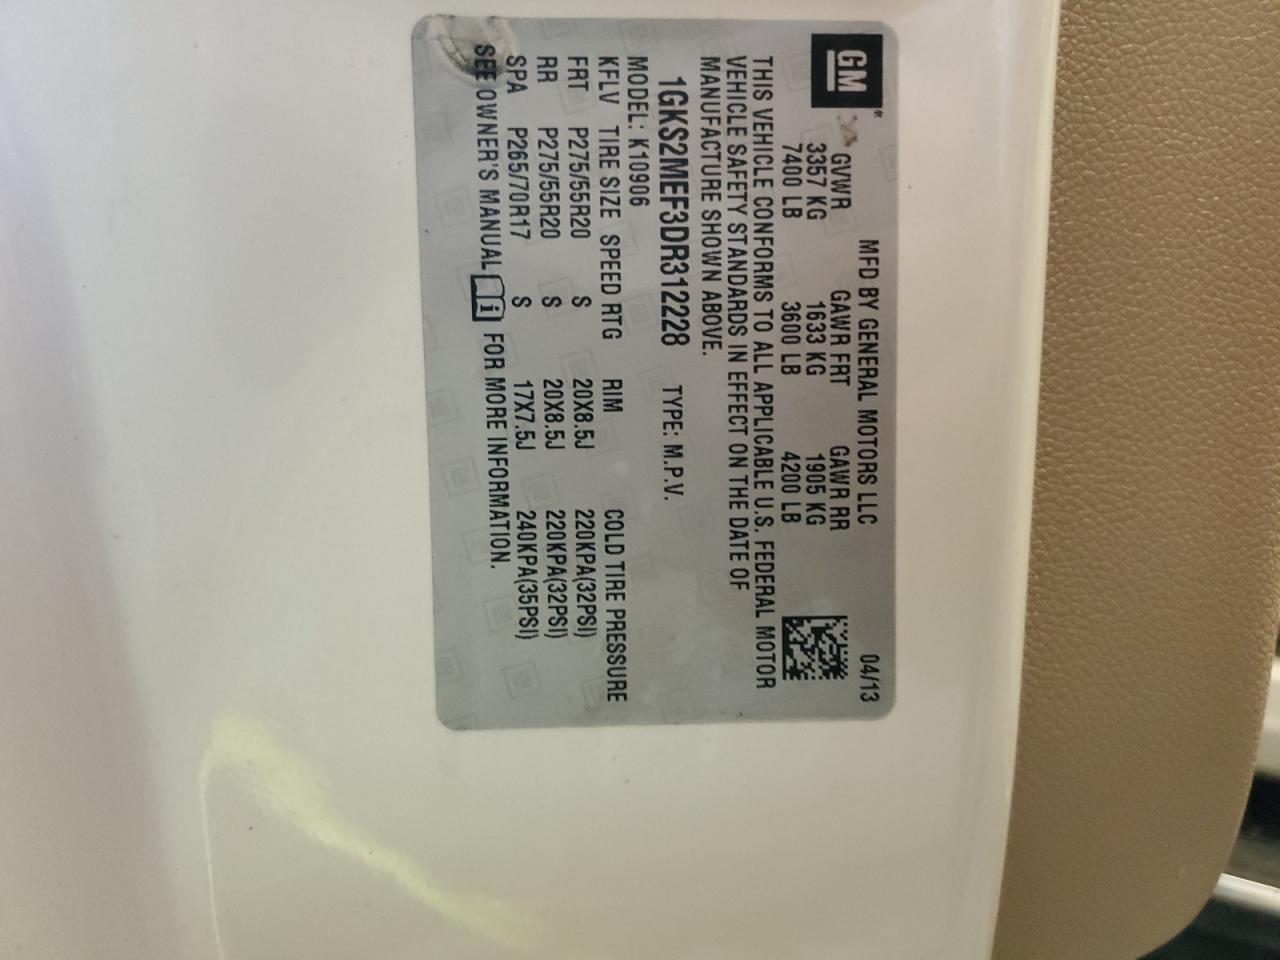 GM
MFD BY GENERAL MOTORS LLC 04/13
GVWR GAWR FRT GAWR RR
3357 KG 1633 KG 1905 KG
7400 LB 3600 LB 4200 LB
THIS VEHICLE CONFORMS TO ALL APPLICABLE U.S. FEDERAL MOTOR
VEHICLE SAFETY STANDARDS IN EFFECT ON THE DATE OF
MANUFACTURE SHOWN ABOVE.
1GKS2MEF3DR312228 TYPE: M.P.V.
MODEL: K10906
KFLV TIRE SIZE SPEED RTG RIM COLD TIRE PRESSURE
FRT P275/55R20 S 20X8.5J 220KPA(32PSI)
RR P275/55R20 S 20X8.5J 220KPA(32PSI)
SPA P265/70R17 S 17X7.5J 240KPA(35PSI)
SEE OWNER'S MANUAL i FOR MORE INFORMATION.